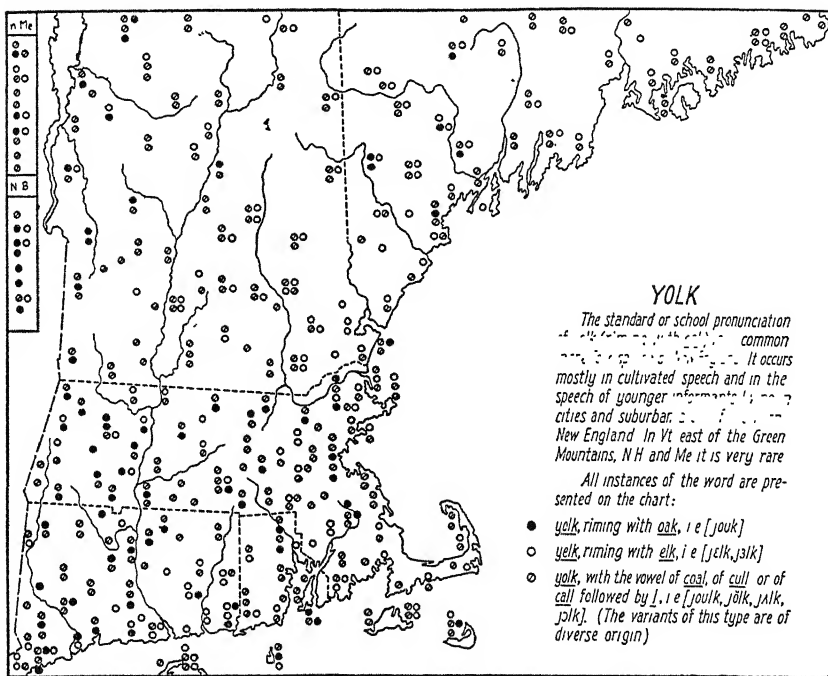 n Me
N B
YOLK
The standard or school pronunciation
common
It occurs
mostly in cultivated speech and in the
speech of younger informants
cities and suburban
New England In Vt east of the Green
Mountains, N H and Me it is very rare
All instances of the word are pre-
sented on the chart:
yolk, riming with oak, i e [jouk]
yelk, riming with elk, i e [jɛlk, jɜlk]
yolk, with the vowel of coal, of cull or of
call followed by l, i e [joulk, jölk, jʌlk,
jɔlk]. (The variants of this type are of
diverse origin)